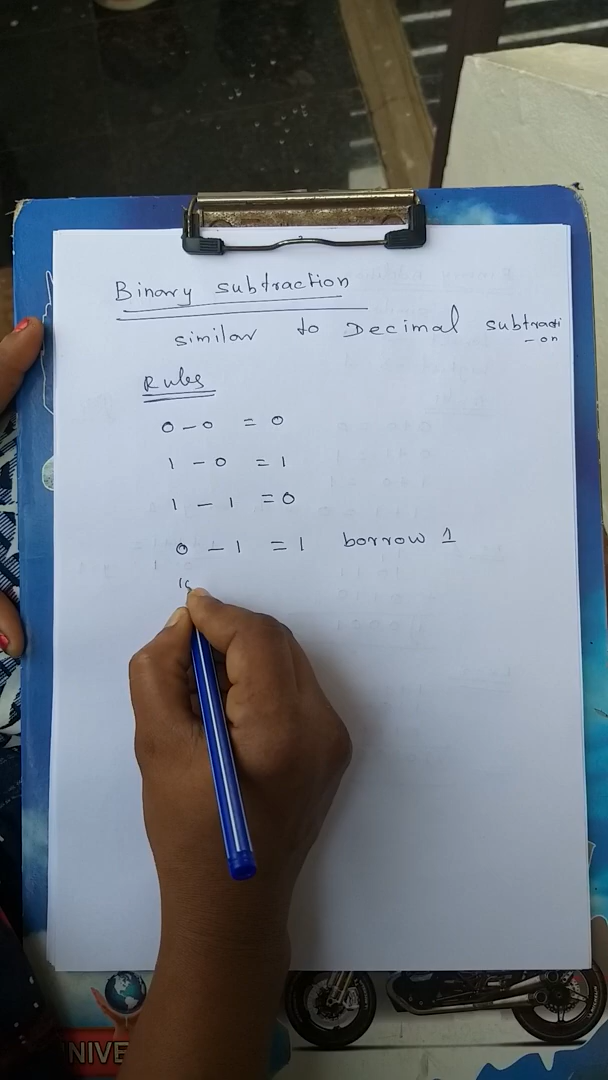 Binary subtraction
similar to Decimal subtracti
-on
Rules
0 - 0 = 0
1 - 0 = 1
1 - 1 = 0
0 - 1 = 1 borrow 1
UNIVE